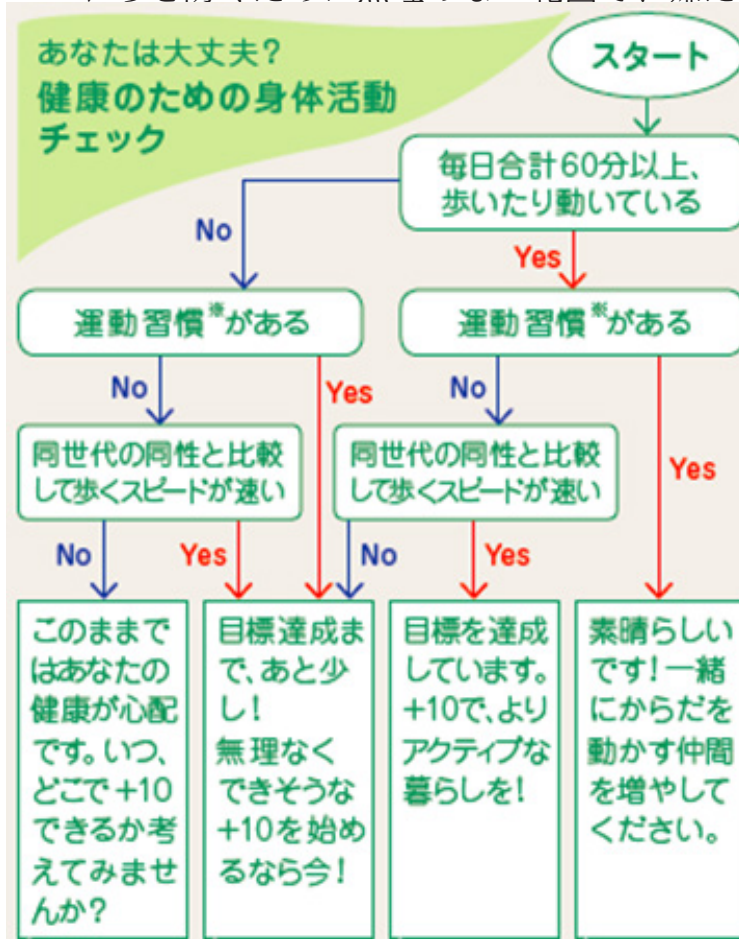 あなたは大丈夫?
健康のための身体活動
チェック
スタート
毎日合計60分以上、
歩いたり動いている
No
Yes
運動習慣※がある
運動習慣※がある
No
Yes
No
Yes
同世代の同性と比較
して歩くスピードが速い
同世代の同性と比較
して歩くスピードが速い
No
Yes
No
Yes
このままで
はあなたの
健康が心配
です。いつ、
どこで+10
できるか考
えてみませ
んか?
目標達成ま
で、あと少
し!
無理なく
できそうな
+10を始め
るなら今!
目標を達成
しています。
+10で、より
アクティブな
暮らしを!
素晴らしい
です!一緒
にからだを
動かす仲間
を増やして
ください。